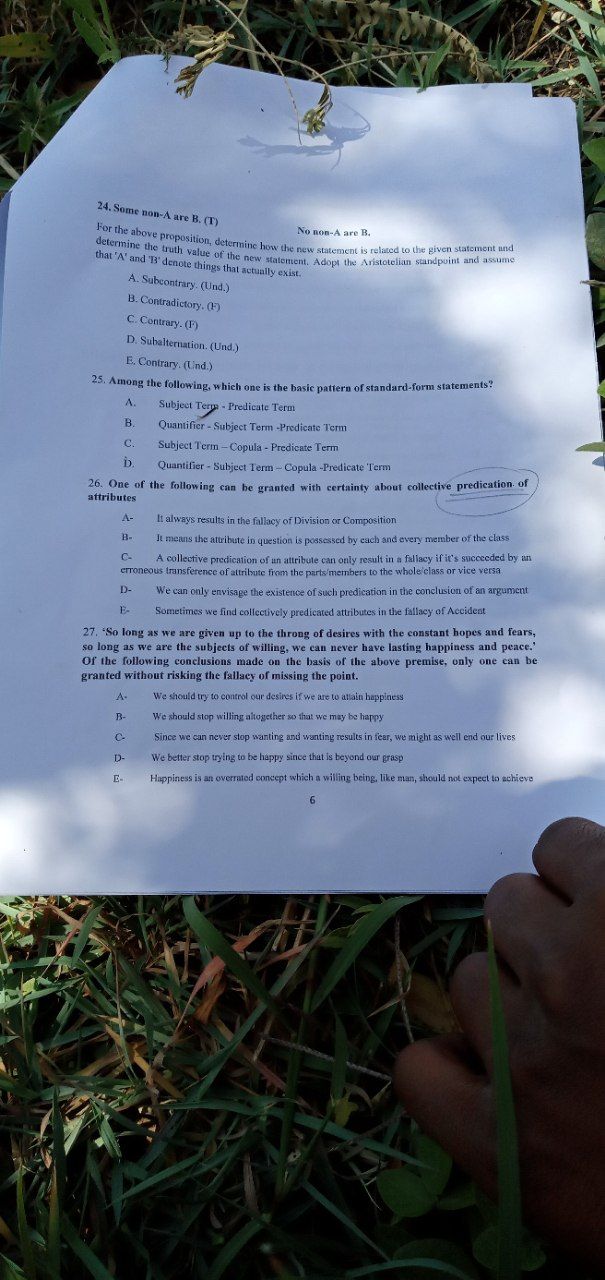 24. Some non-A are B. (T)
No non-A are B.
For the above proposition, determine how the new statement is related to the given statement and
determine the truth value of the new statement. Adopt the Aristotelian standpoint and assume
that 'A' and 'B' denote things that actually exist.
A. Subcontrary. (Und.)
B. Contradictory. (F)
C. Contrary. (F)
D. Subalternation. (Und.)
E. Contrary. (Und.)
25. Among the following, which one is the basic pattern of standard-form statements?
A. Subject Term - Predicate Term
B. Quantifier - Subject Term -Predicate Term
C. Subject Term – Copula - Predicate Term
D. Quantifier - Subject Term – Copula -Predicate Term
26. One of the following can be granted with certainty about collective predication of
attributes
A- It always results in the fallacy of Division or Composition
B- It means the attribute in question is possessed by each and every member of the class
C- A collective predication of an attribute can only result in a fallacy if it's succeeded by an
erroneous transference of attribute from the parts/members to the whole/class or vice versa
D- We can only envisage the existence of such predication in the conclusion of an argument
E- Sometimes we find collectively predicated attributes in the fallacy of Accident
27. 'So long as we are given up to the throng of desires with the constant hopes and fears,
so long as we are the subjects of willing, we can never have lasting happiness and peace.'
Of the following conclusions made on the basis of the above premise, only one can be
granted without risking the fallacy of missing the point.
A- We should try to control our desires if we are to attain happiness
B- We should stop willing altogether so that we may be happy
C- Since we can never stop wanting and wanting results in fear, we might as well end our lives
D- We better stop trying to be happy since that is beyond our grasp
E- Happiness is an overrated concept which a willing being, like man, should not expect to achieve
6